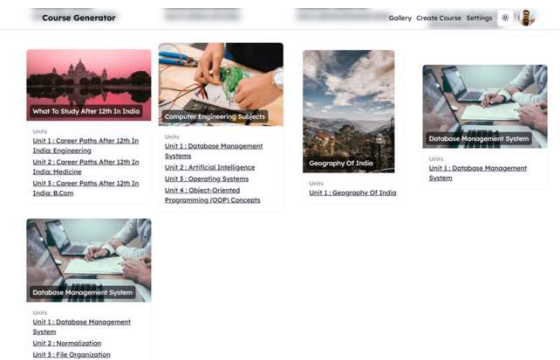 Course Generator
Gallery Create Course Settings
What To Study After 12th In India
Units
Unit 1 : Career Paths After 12th In
India: Engineering
Unit 2 : Career Paths After 12th In
India: Medicine
Unit 3 : Career Paths After 12th In
India: B.Com
Computer Engineering Subjects
Units
Unit 1 : Database Management
Systems
Unit 2 : Artificial Intelligence
Unit 3 : Operating Systems
Unit 4 : Object-Oriented
Programming (OOP) Concepts
Geography Of India
Units
Unit 1 : Geography Of India
Database Management System
Units
Unit 1 : Database Management
System
Database Management System
Units
Unit 1 : Database Management
System
Unit 2 : Normalization
Unit 3 : File Organization